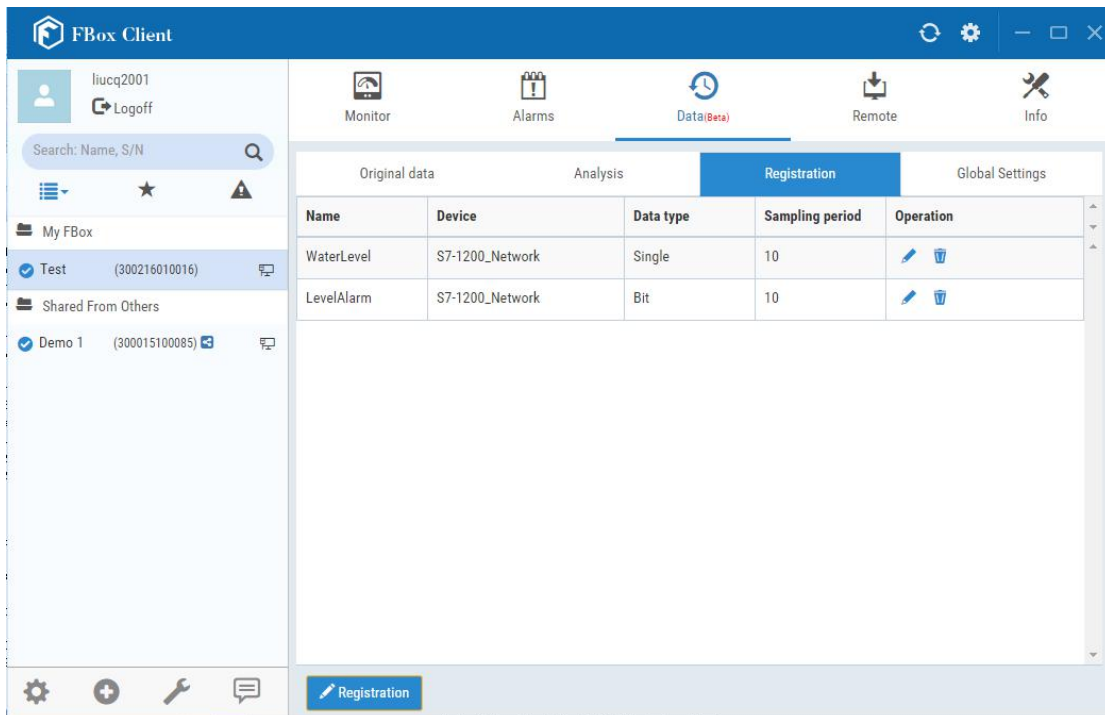 FBox Client
liucq2001
Logoff
Search: Name, S/N
My FBox
Test (300216010016)
Shared From Others
Demo 1 (300015100085)
Monitor Alarms Data(Beta) Remote Info
Original data Analysis Registration Global Settings
Name Device Data type Sampling period Operation
WaterLevel S7-1200_Network Single 10
LevelAlarm S7-1200_Network Bit 10
Registration